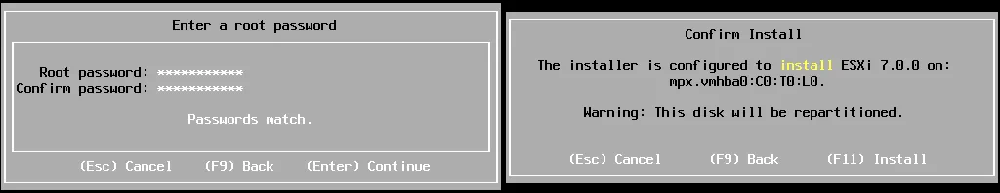 Enter a root password
Root password: ***********
Confirm password: ***********
Passwords match.
(Esc) Cancel (F9) Back (Enter) Continue
Confirm Install
The installer is configured to install ESXi 7.0.0 on:
mpx.vmhba0:C0:T0:L0.
Warning: This disk will be repartitioned.
(Esc) Cancel (F9) Back (F11) Install